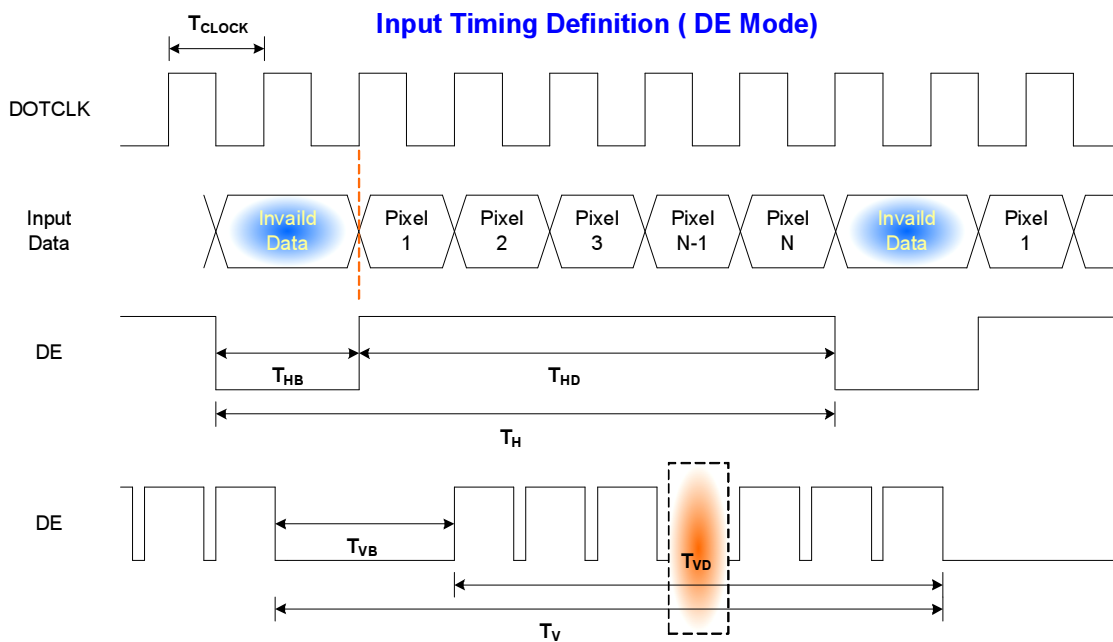 Input Timing Definition ( DE Mode)
TCLOCK
DOTCLK
Input
Data
Invaild
Data
Pixel
1
Pixel
2
Pixel
3
Pixel
N-1
Pixel
N
Invaild
Data
Pixel
1
DE
THB
THD
TH
DE
TVB
TVD
TV